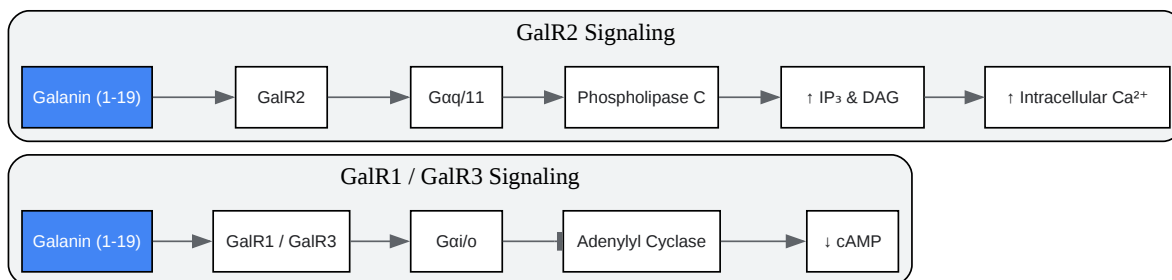 GalR2 Signaling
Galanin (1-19)
GalR2
Gαq/11
Phospholipase C
↑ IP₃ & DAG
↑ Intracellular Ca²⁺
GalR1 / GalR3 Signaling
Galanin (1-19)
GalR1 / GalR3
Gαi/o
Adenylyl Cyclase
↓ cAMP